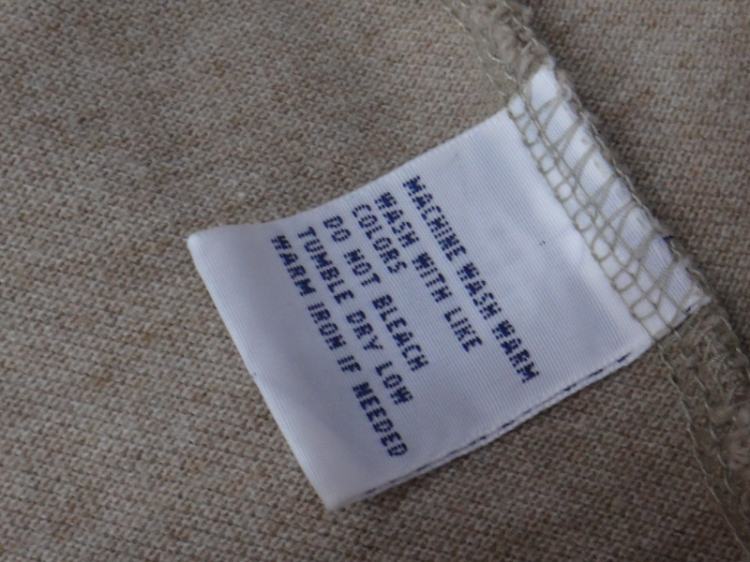 MACHINE WASH WARM
WASH WITH LIKE
COLORS
DO NOT BLEACH
TUMBLE DRY LOW
WARM IRON IF NEEDED